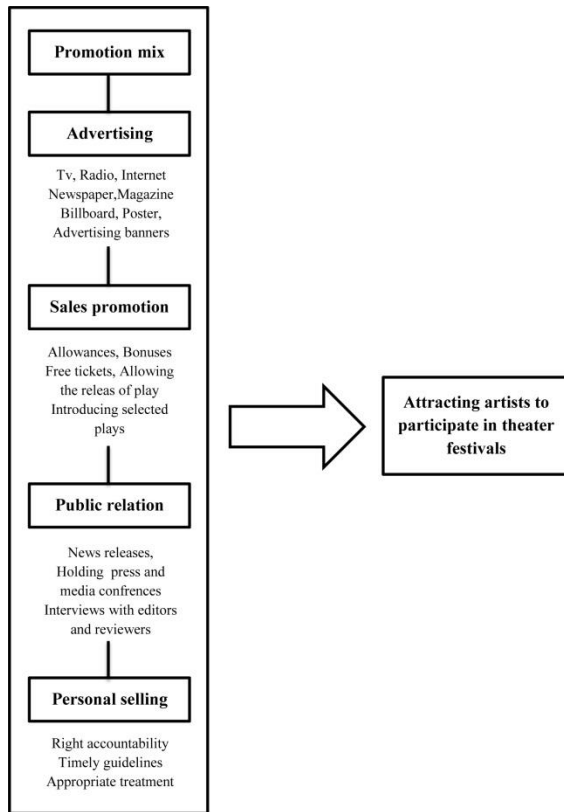 Promotion mix
Advertising
Tv, Radio, Internet
Newspaper,Magazine
Billboard, Poster,
Advertising banners
Sales promotion
Allowances, Bonuses
Free tickets, Allowing
the releas of play
Introducing selected
plays
Public relation
News releases,
Holding press and
media confrences
Interviews with editors
and reviewers
Personal selling
Right accountability
Timely guidelines
Appropriate treatment
Attracting artists to
participate in theater
festivals